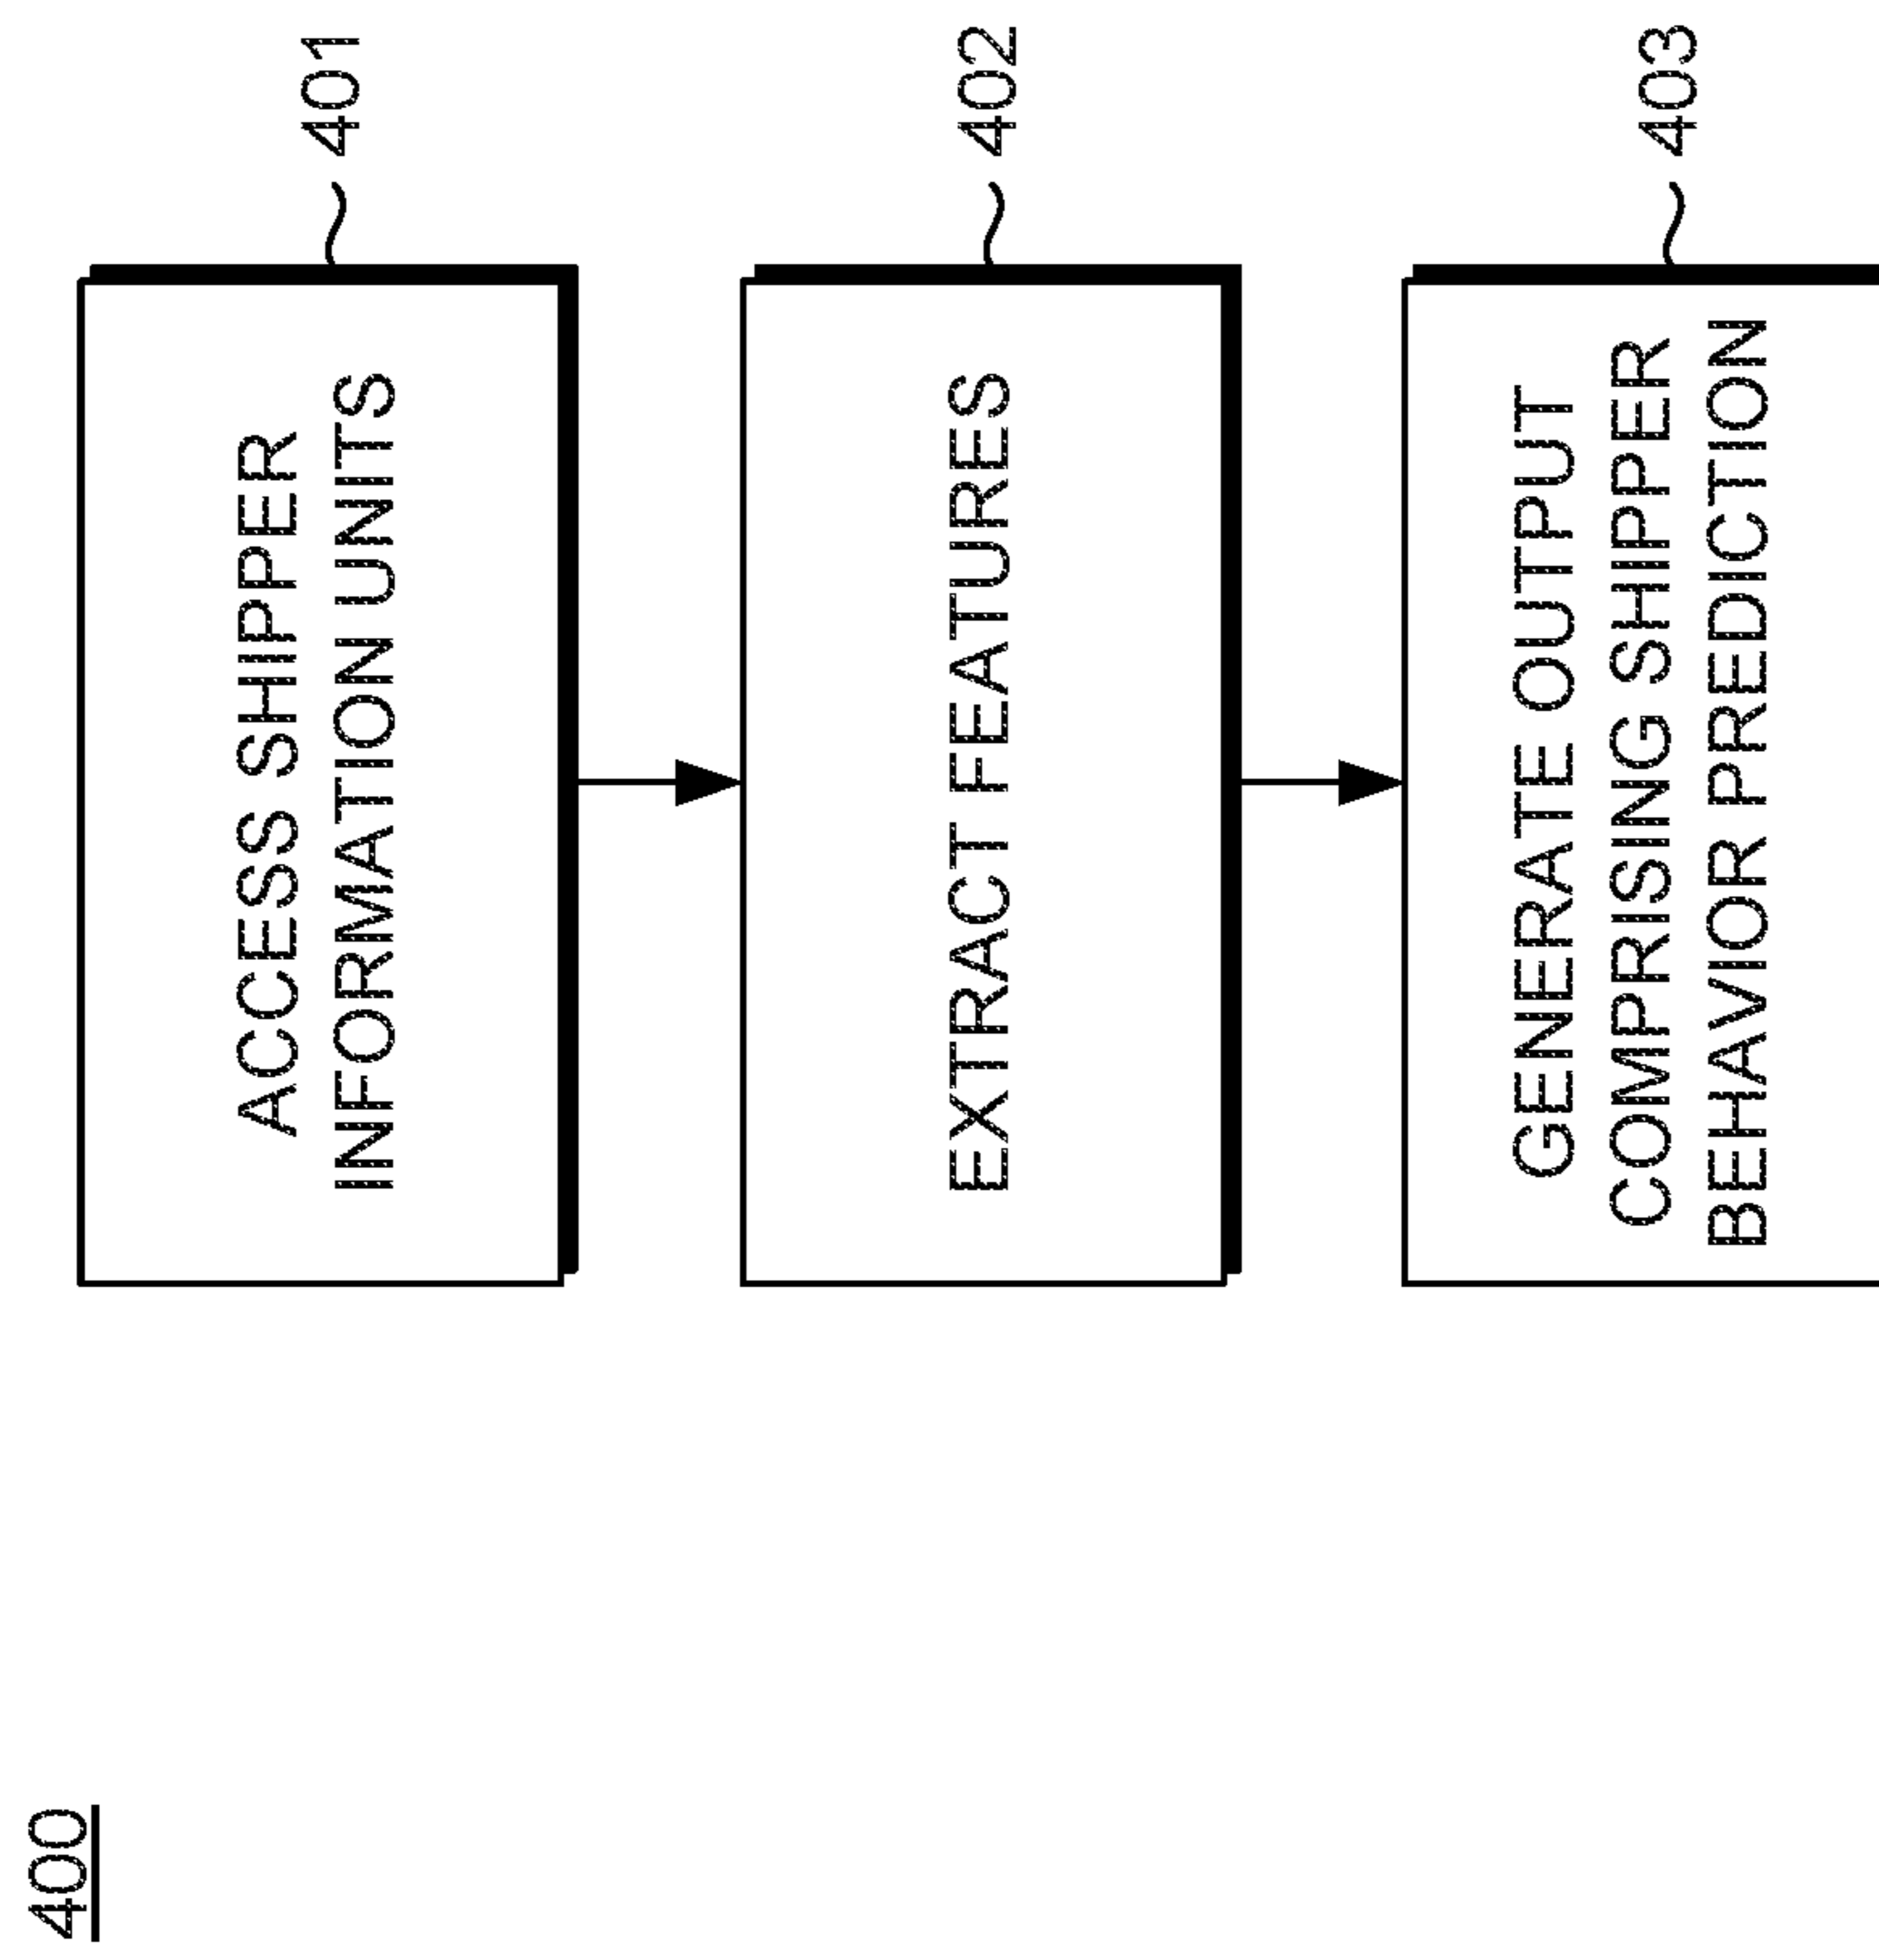 400
ACCESS SHIPPER
INFORMATION UNITS
401
EXTRACT FEATURES
402
GENERATE OUTPUT
COMPRISING SHIPPER
BEHAVIOR PREDICTION
403